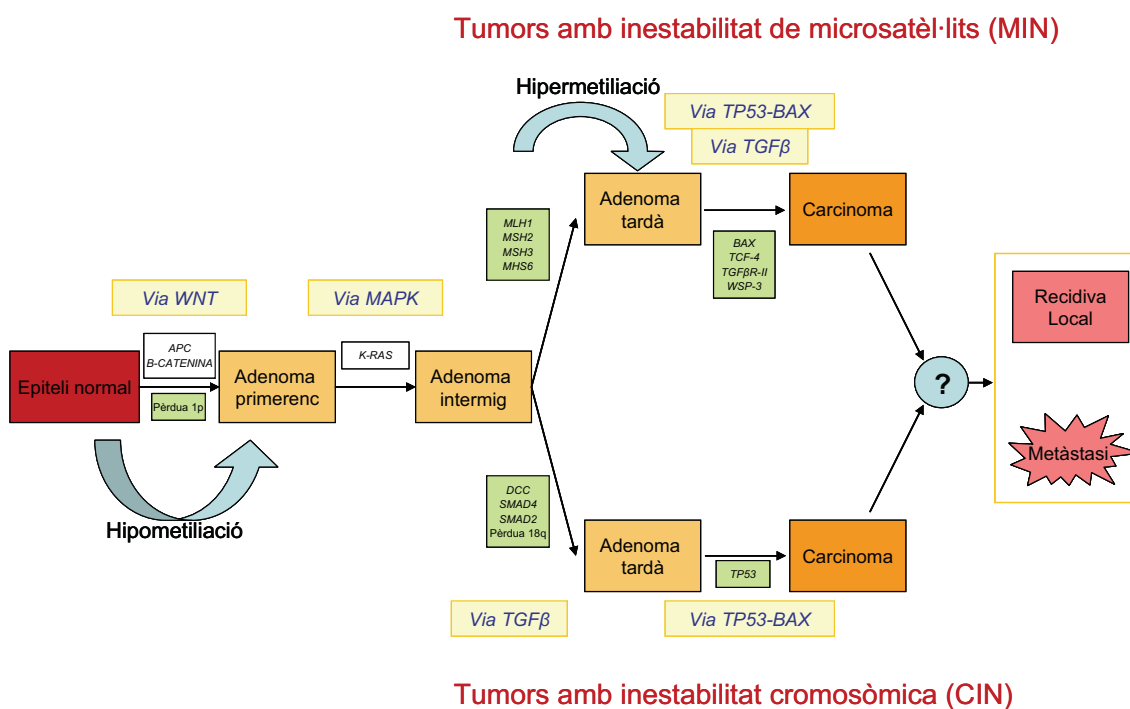 Tumors amb inestabilitat de microsatèl·lits (MIN)
Hipermetiliació
Via TP53-BAX
Via TGFβ
Adenoma
tardà
Carcinoma
MLH1
MSH2
MSH3
MHS6
BAX
TCF-4
TGFβR-II
WSP-3
Via WNT
Via MAPK
Recidiva
Local
APC
B-CATENINA
K-RAS
Epiteli normal
Adenoma
primerenc
Adenoma
intermig
?
Pèrdua 1p
Metàstasi
Hipometiliació
DCC
SMAD4
SMAD2
Pèrdua 18q
Adenoma
tardà
Carcinoma
TP53
Via TGFβ
Via TP53-BAX
Tumors amb inestabilitat cromosòmica (CIN)